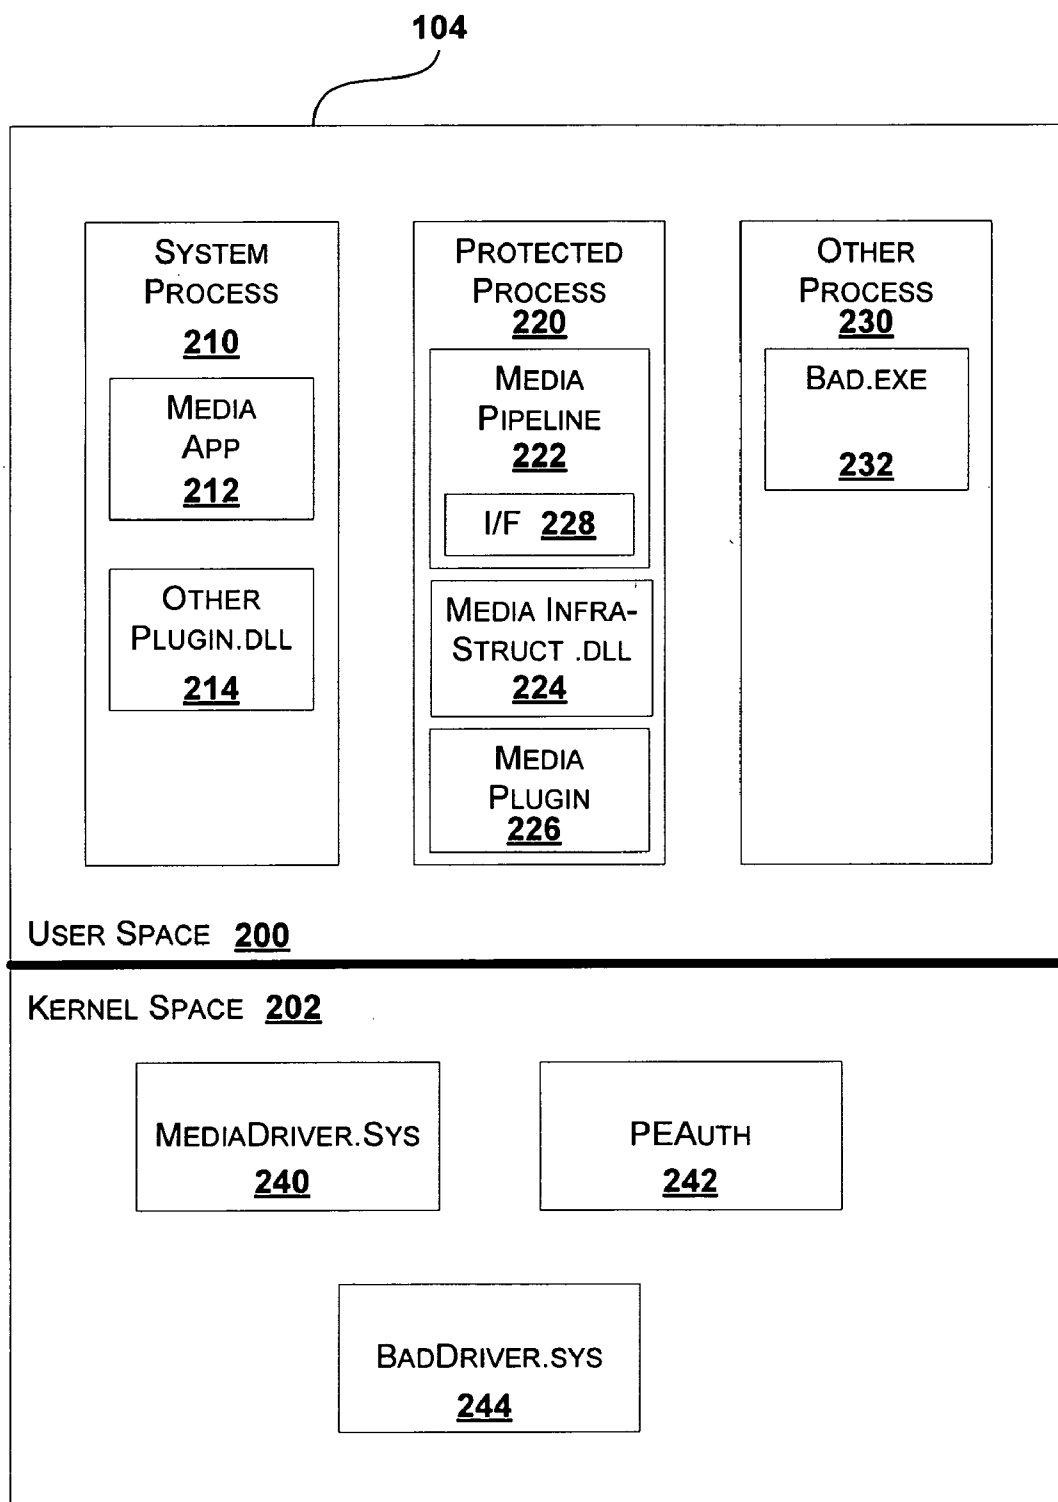 104
SYSTEM
PROCESS
210
MEDIA
APP
212
OTHER
PLUGIN.DLL
214
PROTECTED
PROCESS
220
MEDIA
PIPELINE
222
I/F 228
MEDIA INFRA-
STRUCT .DLL
224
MEDIA
PLUGIN
226
OTHER
PROCESS
230
BAD.EXE
232
USER SPACE 200
KERNEL SPACE 202
MEDIADRIVER.SYS
240
PEAUTH
242
BADDRIVER.SYS
244